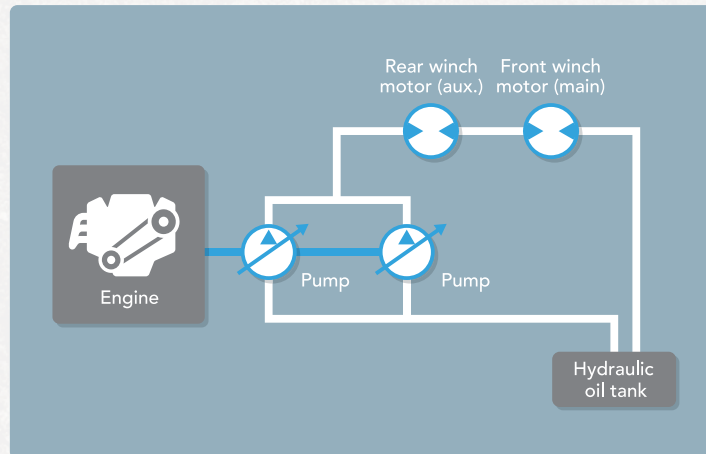 Rear winch
motor (aux.)
Front winch
motor (main)
Engine
Pump
Pump
Hydraulic
oil tank